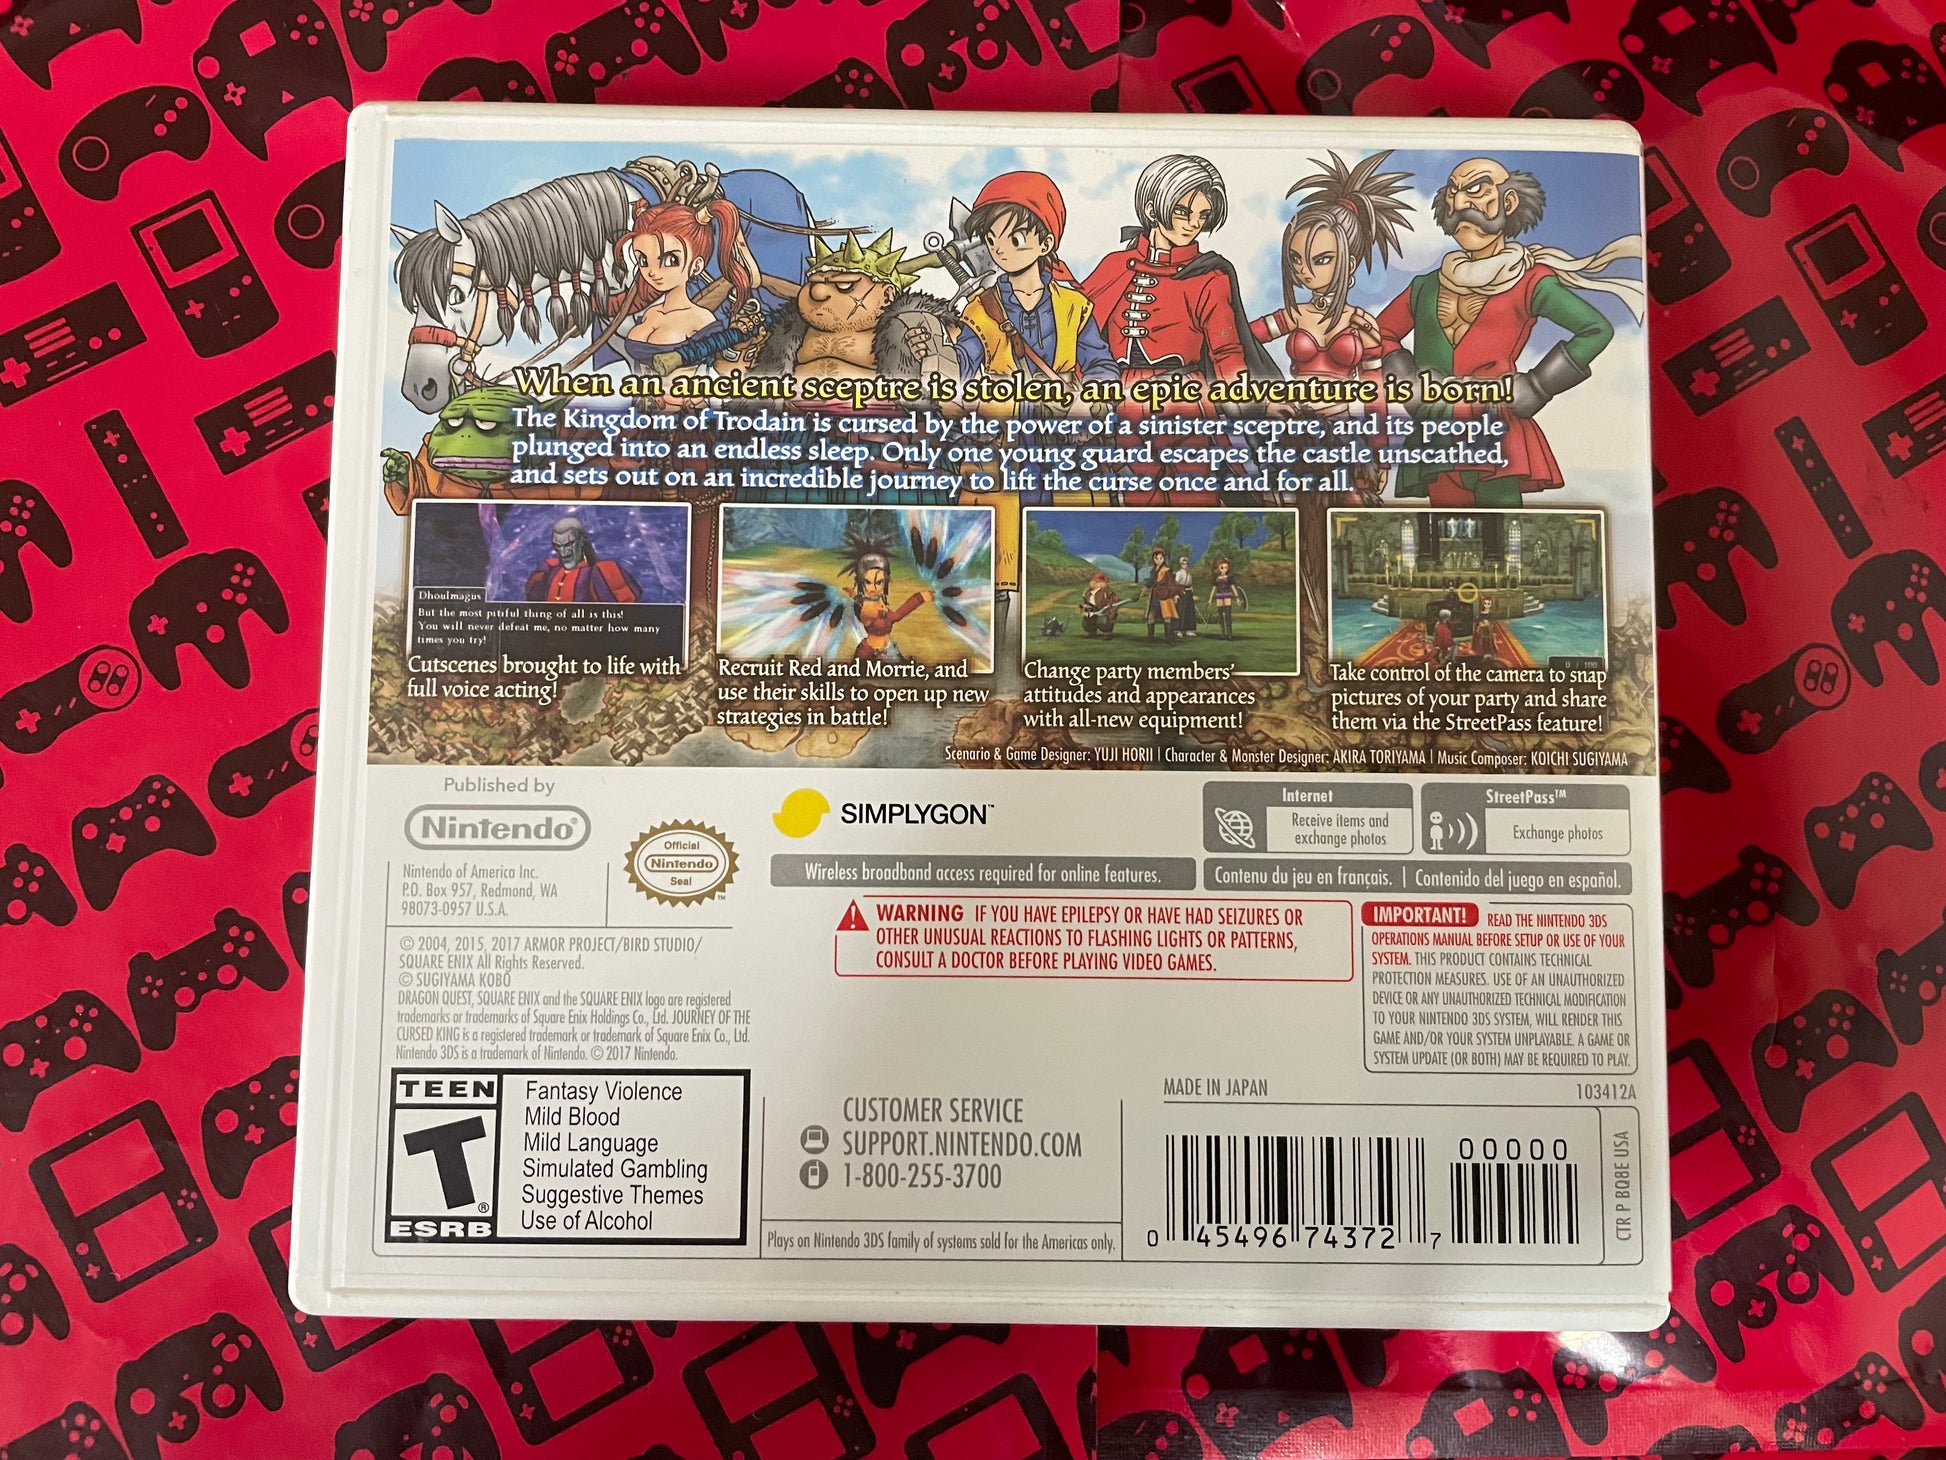 When an ancient sceptre is stolen, an epic adventure is born!
The Kingdom of Trodain is cursed by the power of a sinister sceptre, and its people
plunged into an endless sleep. Only one young guard escapes the castle unscathed,
and sets out on an incredible journey to lift the curse once and for all.
Dhoulmagus
But the most pitiful thing of all is this!
You will never defeat me, no matter how many
times you try!
Cutscenes brought to life with
full voice acting!
Recruit Red and Morrie, and
use their skills to open up new
strategies in battle!
Change party members'
attitudes and appearances
with all-new equipment!
0 / 100
Take control of the camera to snap
pictures of your party and share
them via the StreetPass feature!
Scenario & Game Designer: YUJI HORII | Character & Monster Designer: AKIRA TORIYAMA | Music Composer: KOICHI SUGIYAMA
Published by
Nintendo®
Nintendo of America Inc.
P.O. Box 957, Redmond, WA
98073-0957 U.S.A.
Official
Nintendo
Seal
™
SIMPLYGON™
Internet
Receive items and
exchange photos
StreetPass™
Exchange photos
Wireless broadband access required for online features.
Contenu du jeu en français. | Contenido del juego en español.
WARNING IF YOU HAVE EPILEPSY OR HAVE HAD SEIZURES OR
OTHER UNUSUAL REACTIONS TO FLASHING LIGHTS OR PATTERNS,
CONSULT A DOCTOR BEFORE PLAYING VIDEO GAMES.
IMPORTANT! READ THE NINTENDO 3DS
OPERATIONS MANUAL BEFORE SETUP OR USE OF YOUR
SYSTEM. THIS PRODUCT CONTAINS TECHNICAL
PROTECTION MEASURES. USE OF AN UNAUTHORIZED
DEVICE OR ANY UNAUTHORIZED TECHNICAL MODIFICATION
TO YOUR NINTENDO 3DS SYSTEM, WILL RENDER THIS
GAME AND/OR YOUR SYSTEM UNPLAYABLE. A GAME OR
SYSTEM UPDATE (OR BOTH) MAY BE REQUIRED TO PLAY.
© 2004, 2015, 2017 ARMOR PROJECT/BIRD STUDIO/
SQUARE ENIX All Rights Reserved.
© SUGIYAMA KOBO
DRAGON QUEST, SQUARE ENIX and the SQUARE ENIX logo are registered
trademarks or trademarks of Square Enix Holdings Co., Ltd. JOURNEY OF THE
CURSED KING is a registered trademark or trademark of Square Enix Co., Ltd.
Nintendo 3DS is a trademark of Nintendo. © 2017 Nintendo.
TEEN
T
®
ESRB
Fantasy Violence
Mild Blood
Mild Language
Simulated Gambling
Suggestive Themes
Use of Alcohol
CUSTOMER SERVICE
SUPPORT.NINTENDO.COM
1-800-255-3700
Plays on Nintendo 3DS family of systems sold for the Americas only.
MADE IN JAPAN
103412A
00000
0 45496 74372 7
CTR P BQ8E USA